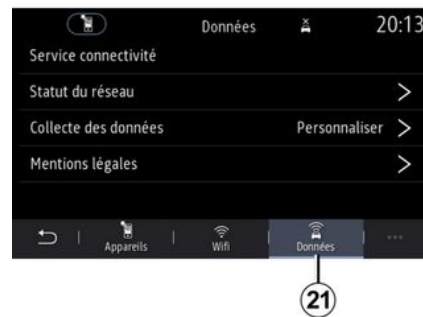 Données 20:13
Service connectivité
Statut du réseau
Collecte des données Personnaliser
Mentions légales
Appareils Wifi Données
21